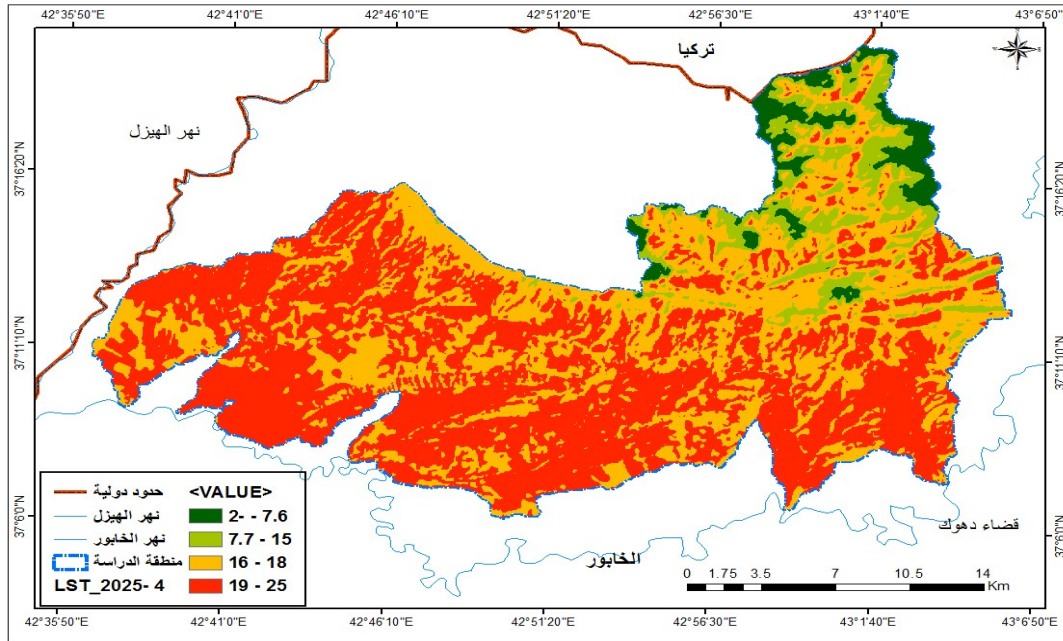 42°35'50"E 42°41'0"E 42°46'10"E 42°51'20"E 42°56'30"E 43°1'40"E 43°6'50"E
تركيا
نهر الهيزل
37°16'20"N 37°16'20"N
37°11'10"N 37°11'10"N
37°6'0"N 37°6'0"N
قضاء دهوك
الخابور
حدود دولية <VALUE>
نهر الهيزل 2- - 7.6
نهر الخابور 7.7 - 15
منطقة الدراسة 16 - 18
LST_2025- 4 19 - 25
0 1.75 3.5 7 10.5 14
Km
42°35'50"E 42°41'0"E 42°46'10"E 42°51'20"E 42°56'30"E 43°1'40"E 43°6'50"E